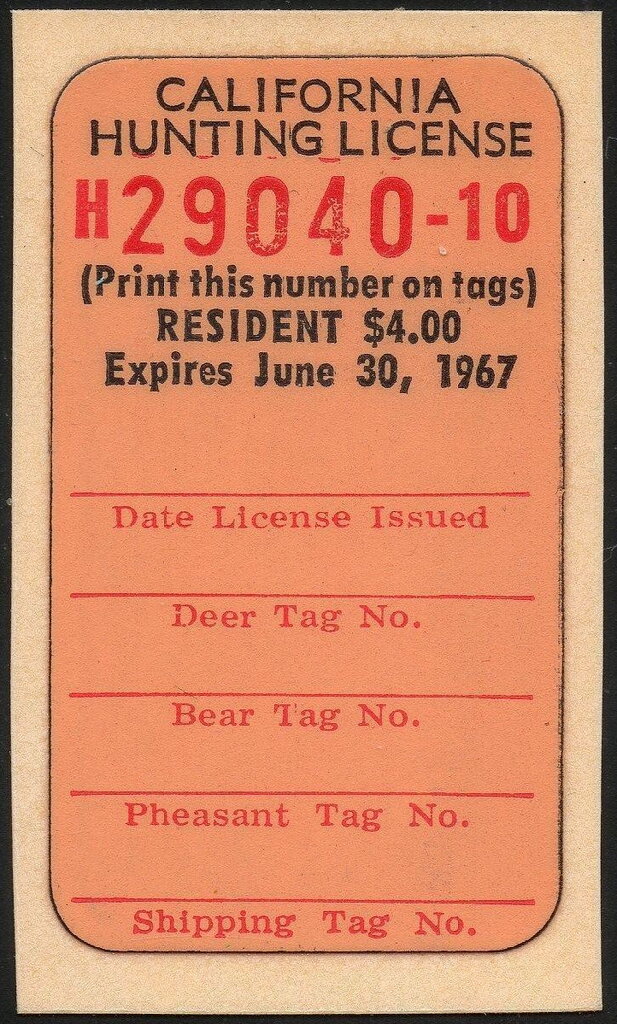 CALIFORNIA
HUNTING LICENSE
H29040-10
(Print this number on tags)
RESIDENT $4.00
Expires June 30, 1967
Date License Issued
Deer Tag No.
Bear Tag No.
Pheasant Tag No.
Shipping Tag No.